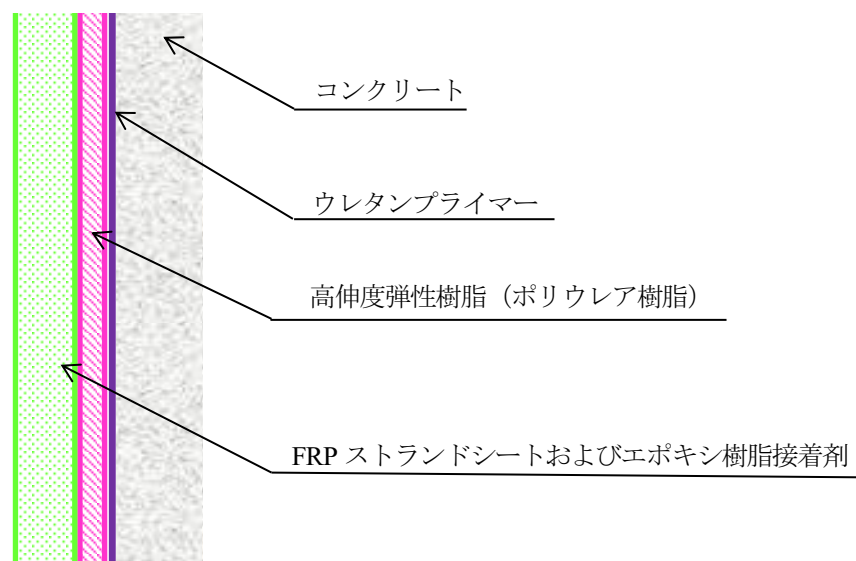 コンクリート
ウレタンプライマー
高伸度弾性樹脂（ポリウレア樹脂）
FRP ストランドシートおよびエポキシ樹脂接着剤